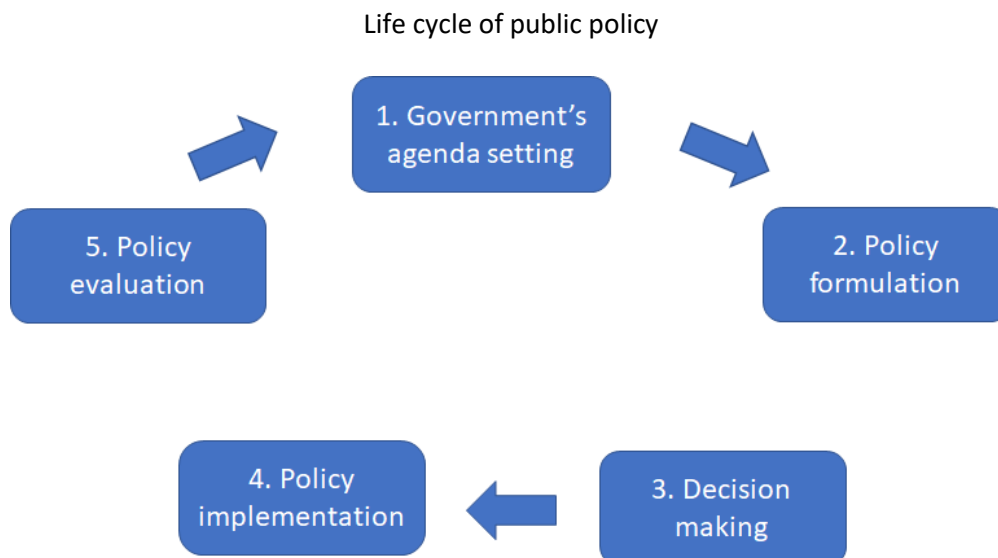 Life cycle of public policy
1. Government's
agenda setting
2. Policy
formulation
3. Decision
making
4. Policy
implementation
5. Policy
evaluation